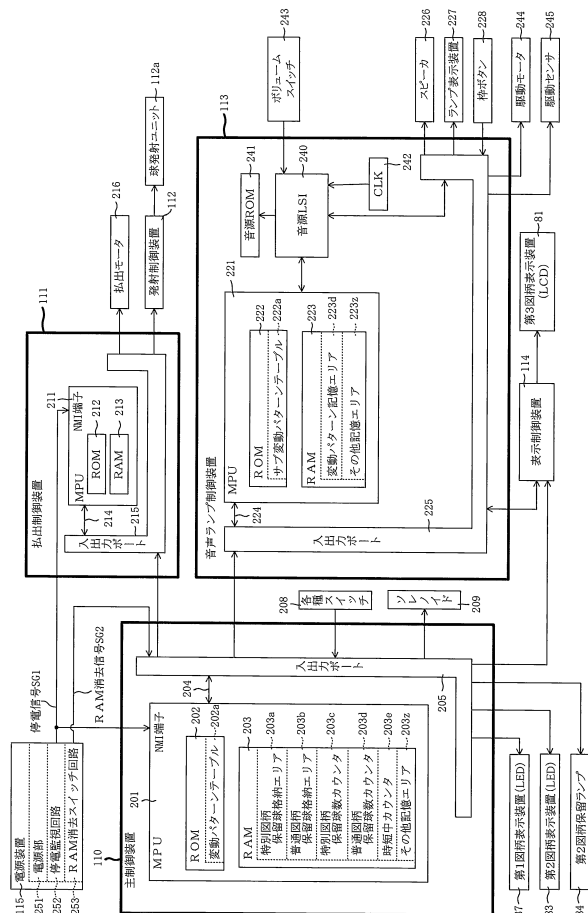 電源装置
115
電源部
251
停電監視回路
252
RAM消去スイッチ回路
253
停電信号SG1
RAM消去信号SG2
払出制御装置
111
MPU
NMI端子
211
ROM
212
RAM
213
214
215
入出力ポート
払出モータ
216
発射制御装置
112
球発射ユニット
112a
主制御装置
110
MPU
201
NMI端子
ROM
202
変動パターンテーブル
202a
RAM
203
特別図柄
保留球格納エリア
203a
普通図柄
保留球格納エリア
203b
特別図柄
保留球数カウンタ
203c
普通図柄
保留球数カウンタ
203d
時短中カウンタ
203e
その他記憶エリア
203z
204
入出力ポート
205
各種スイッチ
208
ソレノイド
209
音声ランプ制御装置
113
MPU
221
ROM
222
サブ変動パターンテーブル
222a
RAM
223
変動パターン記憶エリア
223d
その他記憶エリア
223z
224
入出力ポート
225
音源ROM
241
音源LSI
240
CLK
242
ボリューム
スイッチ
243
スピーカ
226
ランプ表示装置
227
枠ボタン
228
駆動モータ
244
駆動センサ
245
表示制御装置
114
第3図柄表示装置
(LCD)
81
第1図柄表示装置(LED)
37
第2図柄表示装置(LED)
83
第2図柄保留ランプ
84